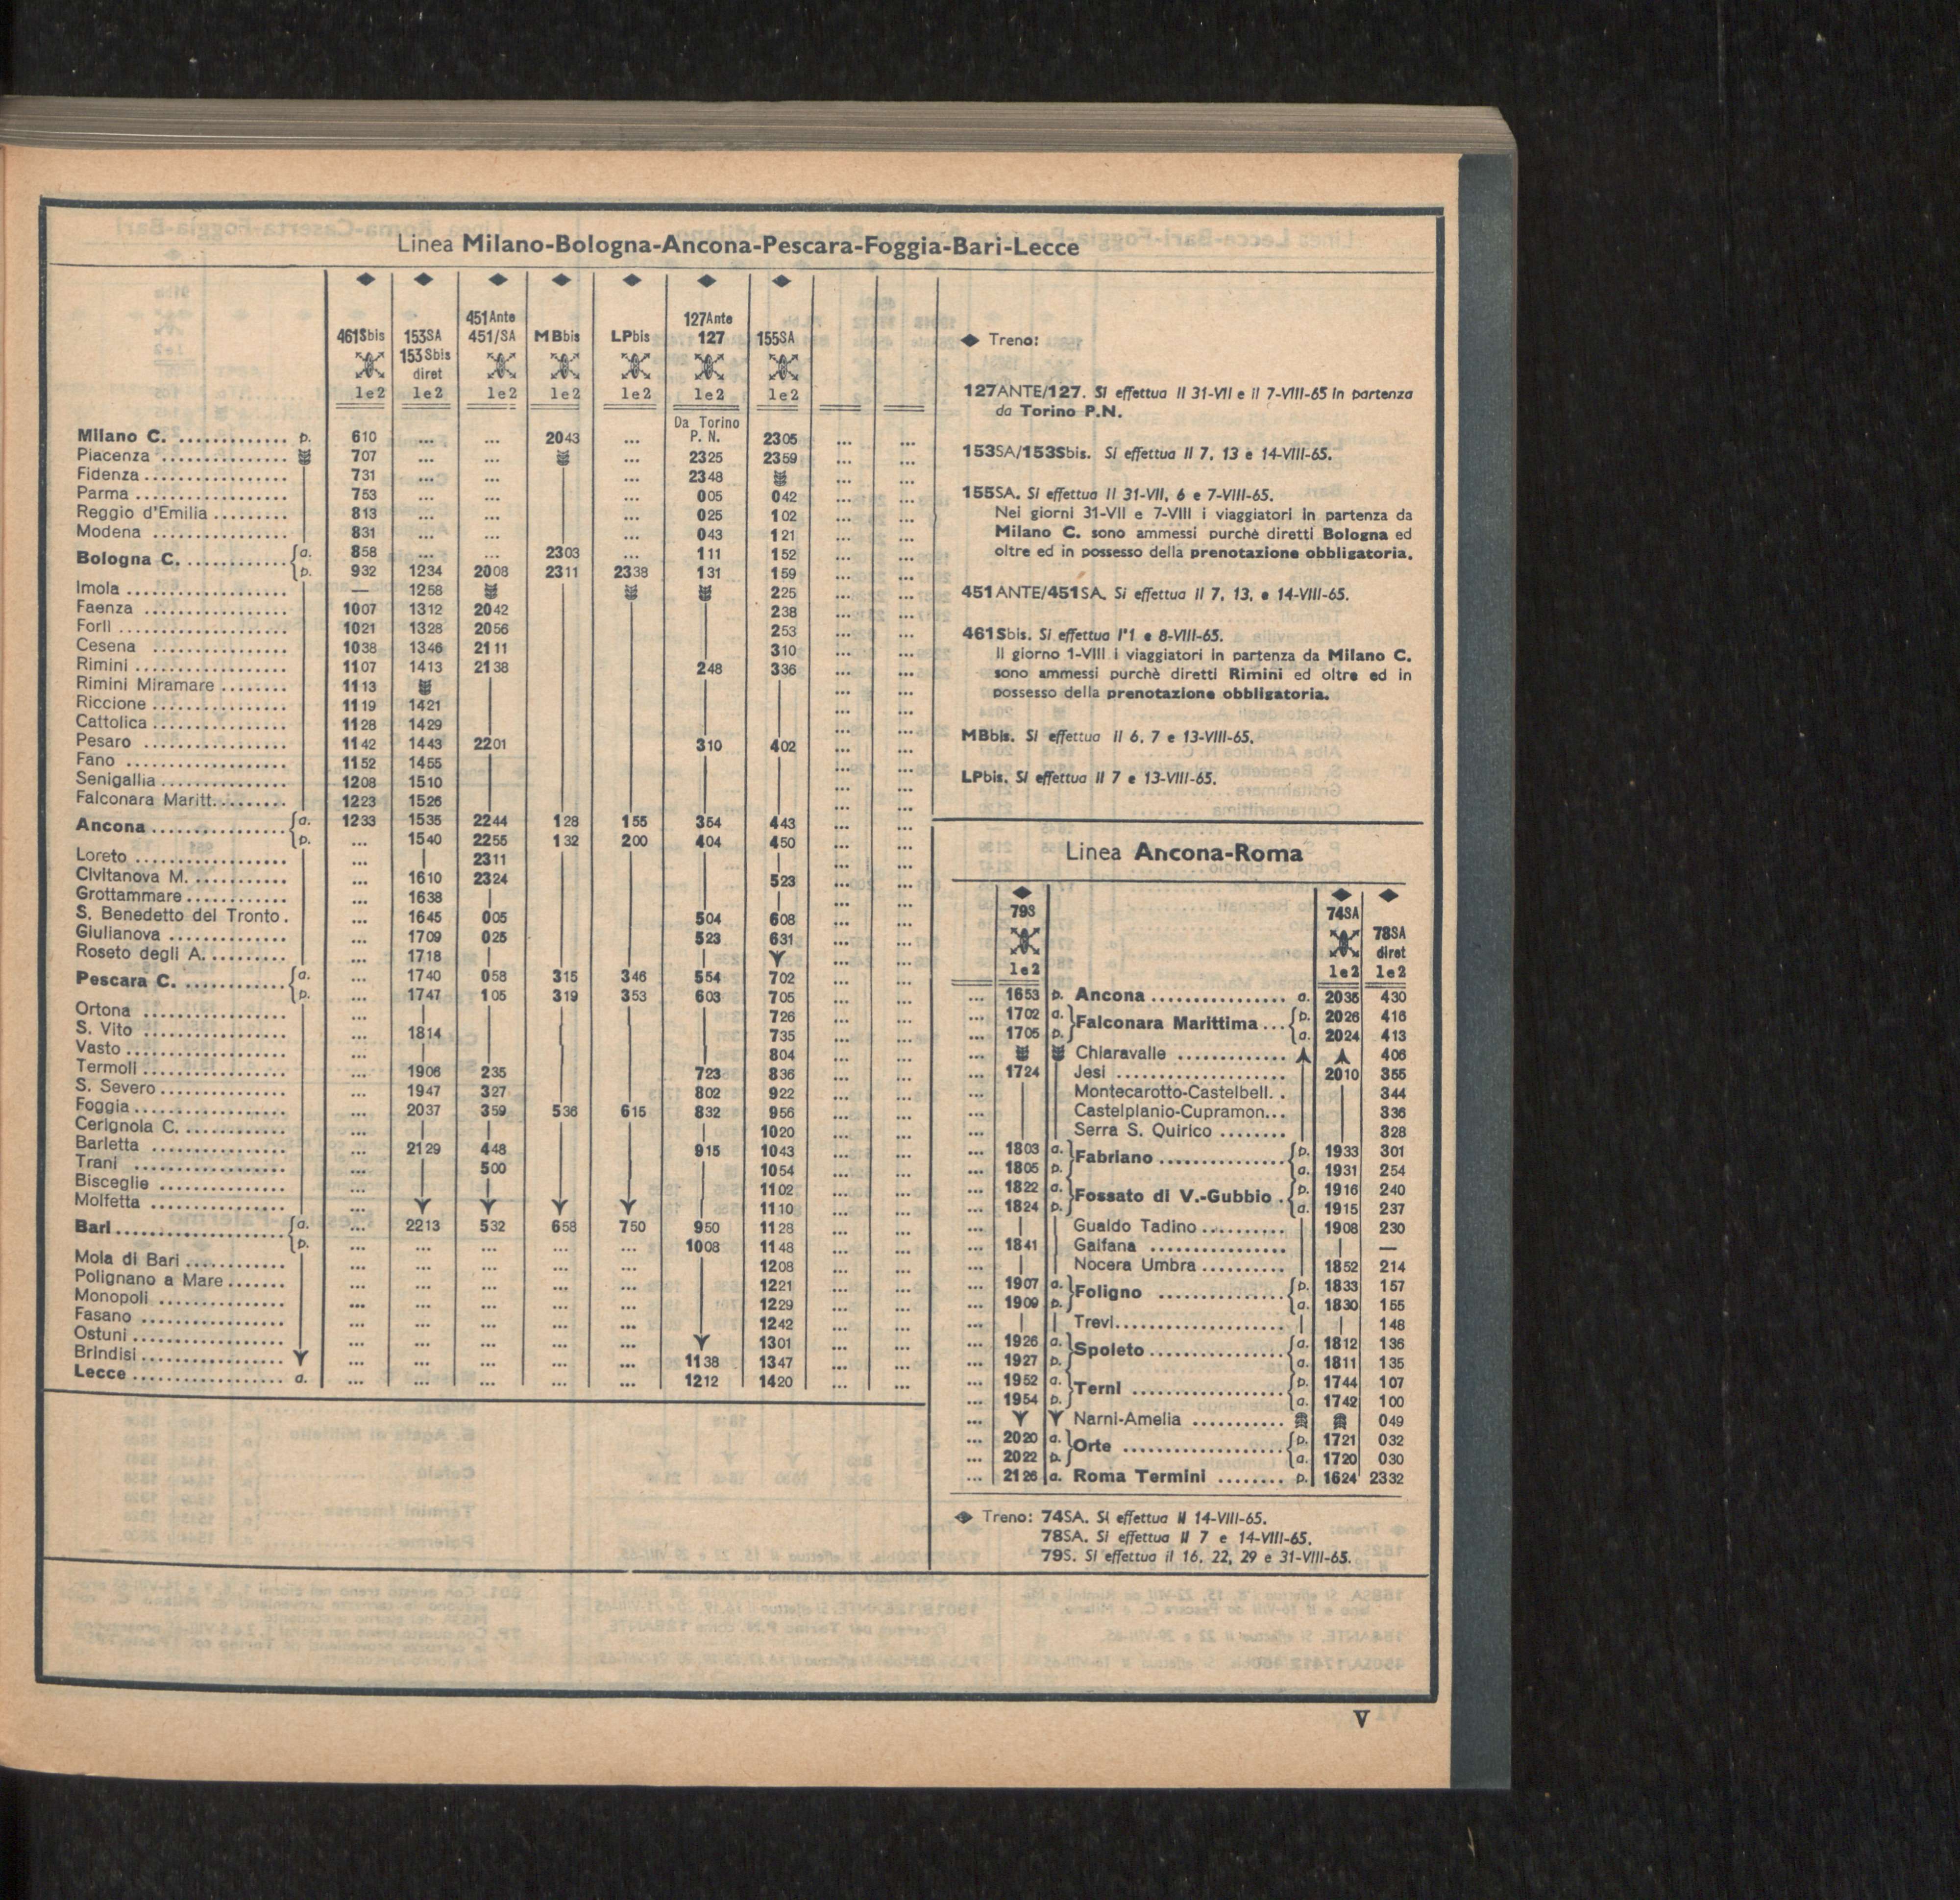 Linea Milano-Bologna-Ancona-Pescara-Foggia-Bari-Lecce
461Sbis 153SA 153Sbis diret 451Ante 451/SA MBbis LPbis 127Ante 127 155SA
1e2 1e2 1e2 1e2 1e2 1e2 1e2
Da Torino P. N.
Milano C. ............. p. 610 ... ... 2043 ... 2305 ... ...
Piacenza ............... 707 ... ... ... 2325 2359 ... ...
Fidenza ................. 731 ... ... ... 2348 ... ...
Parma .................. 753 ... ... ... 005 042 ... ...
Reggio d'Emilia ......... 813 ... ... ... 025 102 ... ...
Modena ................ 831 ... ... ... 043 121 ... ...
Bologna C. ............ a. 858 ... ... 2303 ... 111 152 ... ...
p. 932 1234 2008 2311 2338 131 159 ... ...
Imola ................... — 1258 225 ... ...
Faenza ................. 1007 1312 2042 238 ... ...
Forlì .................... 1021 1328 2056 253 ... ...
Cesena ................ 1038 1346 2111 310 ... ...
Rimini .................. 1107 1413 2138 248 336 ... ...
Rimini Miramare ........ 1113 ... ...
Riccione ................ 1119 1421 ... ...
Cattolica ................ 1128 1429 ... ...
Pesaro ................. 1142 1443 2201 310 402 ... ...
Fano ................... 1152 1455 ... ...
Senigallia ............... 1208 1510 ... ...
Falconara Maritt......... 1223 1526 ... ...
Ancona ................ a. 1233 1535 2244 128 155 354 443 ... ...
p. ... 1540 2255 132 200 404 450 ... ...
Loreto .................. ... 2311 ... ...
Civitanova M. ........... ... 1610 2324 523 ... ...
Grottammare ............ ... 1638 ... ...
S. Benedetto del Tronto . ... 1645 005 504 608 ... ...
Giulianova .............. ... 1709 025 523 631 ... ...
Roseto degli A. ......... ... 1718 ... ...
Pescara C. ............ a. ... 1740 058 315 346 554 702 ... ...
p. ... 1747 105 319 353 603 705 ... ...
Ortona .................. ... 726 ... ...
S. Vito .................. ... 1814 735 ... ...
Vasto ................... ... 804 ... ...
Termoli ................. ... 1906 235 723 836 ... ...
S. Severo ............... ... 1947 327 802 922 ... ...
Foggia .................. ... 2037 359 536 615 832 956 ... ...
Cerignola C. ............ ... 1020 ... ...
Barletta ................ ... 2129 448 915 1043 ... ...
Trani ................... ... 500 1054 ... ...
Bisceglie ............... ... 1102 ... ...
Molfetta ................ ... 1110 ... ...
Bari .................... a. ... 2213 532 658 750 950 1128 ... ...
p. ... ... ... ... ... 1008 1148 ... ...
Mola di Bari ............ ... ... ... ... ... 1208 ... ...
Polignano a Mare ....... ... ... ... ... ... 1221 ... ...
Monopoli ............... ... ... ... ... ... 1229 ... ...
Fasano ................. ... ... ... ... ... 1242 ... ...
Ostuni .................. ... ... ... ... ... 1301 ... ...
Brindisi ................. ... ... ... ... ... 1138 1347 ... ...
Lecce .................. a. ... ... ... ... ... 1212 1420 ... ...
◆ Treno:
127ANTE/127. Si effettua il 31-VII e il 7-VIII-65 in partenza
da Torino P.N.
153SA/153Sbis. Si effettua il 7, 13 e 14-VIII-65.
155SA. Si effettua il 31-VII, 6 e 7-VIII-65.
Nei giorni 31-VII e 7-VIII i viaggiatori in partenza da
Milano C. sono ammessi purchè diretti Bologna ed
oltre ed in possesso della prenotazione obbligatoria.
451ANTE/451SA. Si effettua il 7, 13, e 14-VIII-65.
461Sbis. Si effettua l'1 e 8-VIII-65.
Il giorno 1-VIII i viaggiatori in partenza da Milano C.
sono ammessi purchè diretti Rimini ed oltre ed in
possesso della prenotazione obbligatoria.
MBbis. Si effettua il 6, 7 e 13-VIII-65.
LPbis. Si effettua il 7 e 13-VIII-65.
Linea Ancona-Roma
79S 74SA 78SA diret
1e2 1e2 1e2
... 1653 p. Ancona ................ a. 2035 430
... 1702 a. Falconara Marittima ... p. 2026 416
... 1705 p. a. 2024 413
... Chiaravalle ............. 406
... 1724 Jesi .................... 2010 355
... Montecarotto-Castelbell. . 344
... Castelplanio-Cupramon... 336
... Serra S. Quirico ........ 328
... 1803 a. Fabriano ............... p. 1933 301
... 1805 p. a. 1931 254
... 1822 a. Fossato di V.-Gubbio . p. 1916 240
... 1824 p. a. 1915 237
... Gualdo Tadino .......... 1908 230
... 1841 Gaifana ................ —
... Nocera Umbra .......... 1852 214
... 1907 a. Foligno ............... p. 1833 157
... 1909 p. a. 1830 155
... Trevi..................... 148
... 1926 a. Spoleto ................ a. 1812 136
... 1927 p. a. 1811 135
... 1952 a. Terni .................. p. 1744 107
... 1954 p. a. 1742 100
... Narni-Amelia ........... 049
... 2020 a. Orte ................... p. 1721 032
... 2022 p. a. 1720 030
... 2126 a. Roma Termini ........ p. 1624 2332
◆ Treno: 74SA. Si effettua il 14-VIII-65.
78SA. Si effettua il 7 e 14-VIII-65.
79S. Si effettua il 16, 22, 29 e 31-VIII-65.
V